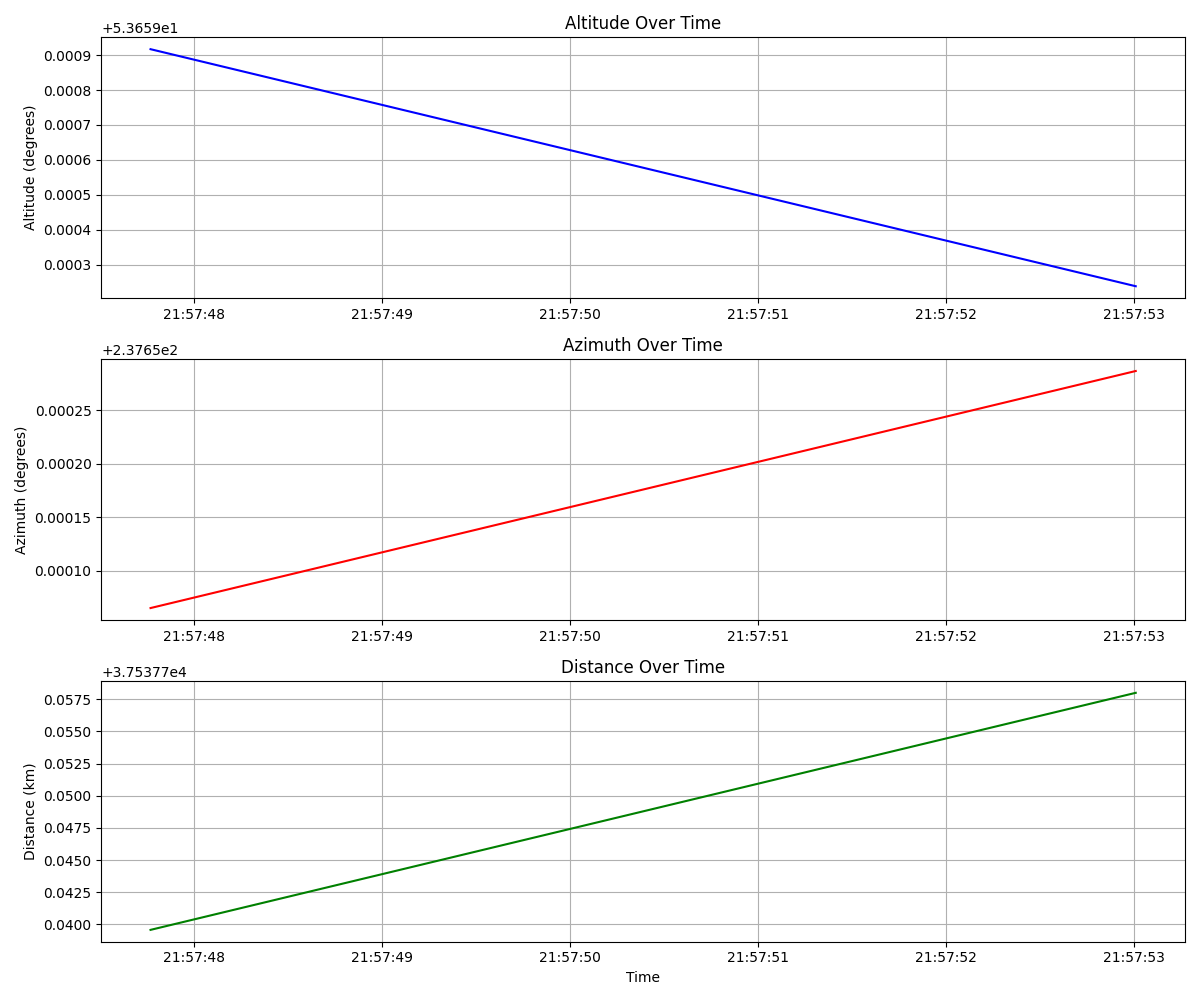 Altitude Over Time
+5.3659e1
0.0009
0.0008
0.0007
0.0006
0.0005
0.0004
0.0003
Altitude (degrees)
21:57:48 21:57:49 21:57:50 21:57:51 21:57:52 21:57:53
Azimuth Over Time
+2.3765e2
0.00025
0.00020
0.00015
0.00010
Azimuth (degrees)
21:57:48 21:57:49 21:57:50 21:57:51 21:57:52 21:57:53
Distance Over Time
+3.75377e4
0.0575
0.0550
0.0525
0.0500
0.0475
0.0450
0.0425
0.0400
Distance (km)
21:57:48 21:57:49 21:57:50 21:57:51 21:57:52 21:57:53
Time